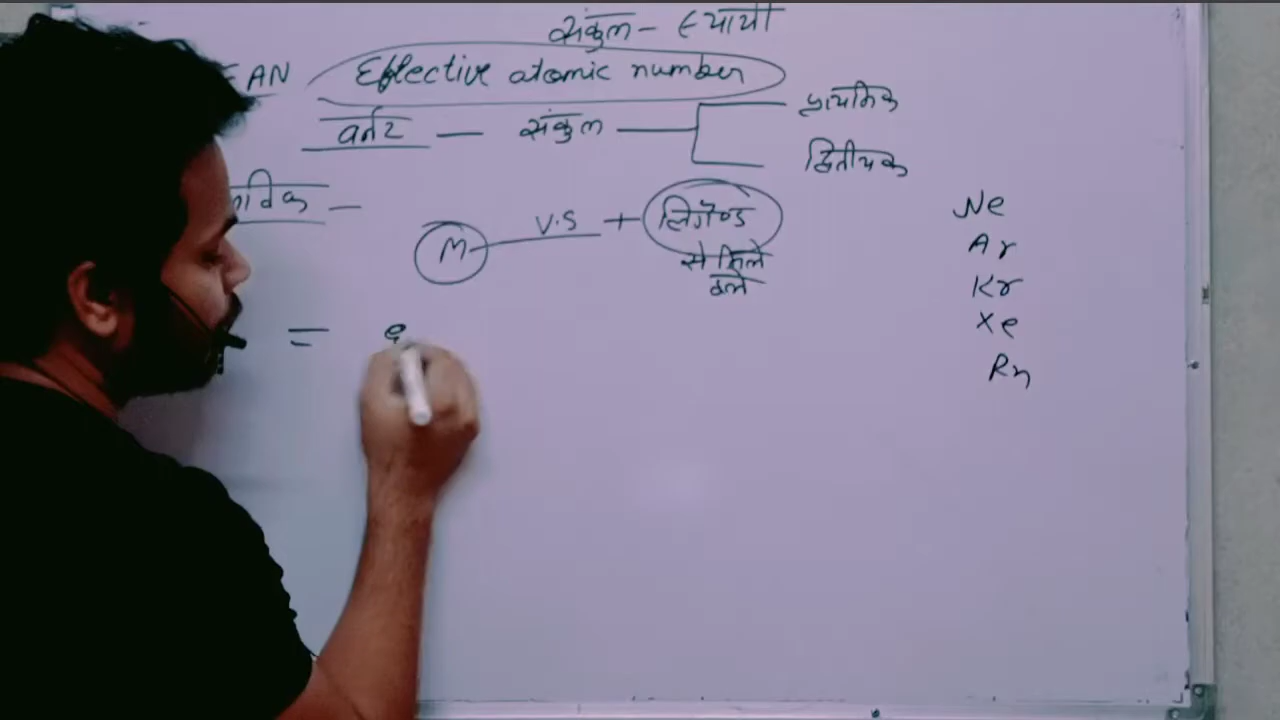 संकुल - स्थायी
EAN Effective atomic number
वर्नर — संकुल — प्राथमिक
द्वितीयक
M V.S + लिगेण्ड
से मिले
वाले
= e
Ne
Ar
Kr
Xe
Rn